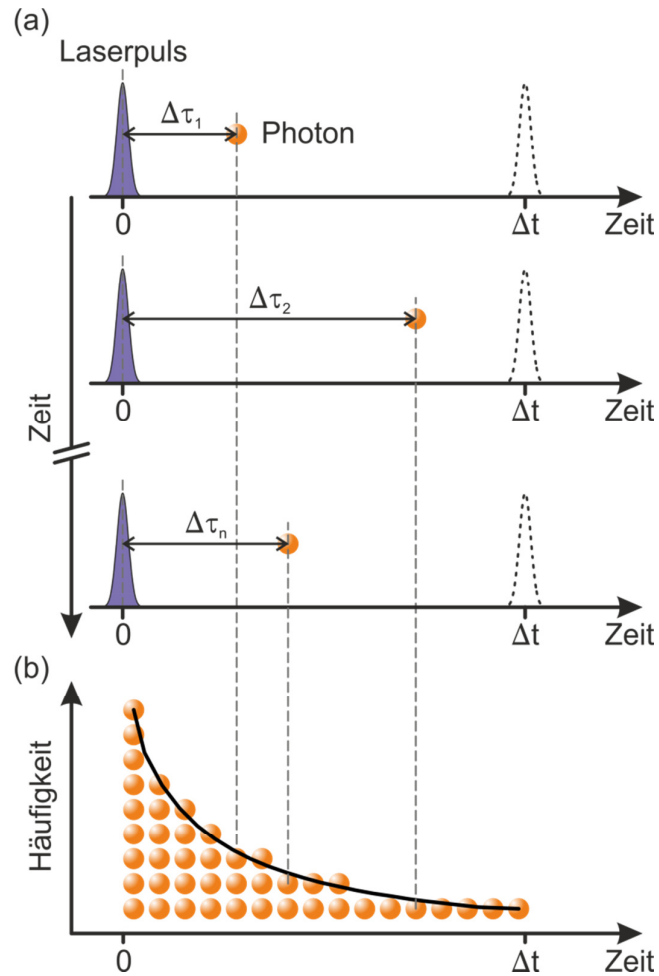 (a)
Laserpuls
Δτ₁
Photon
0
Δt
Zeit
Δτ₂
0
Δt
Zeit
Zeit
Δτₙ
0
Δt
Zeit
(b)
Häufigkeit
0
Δt
Zeit